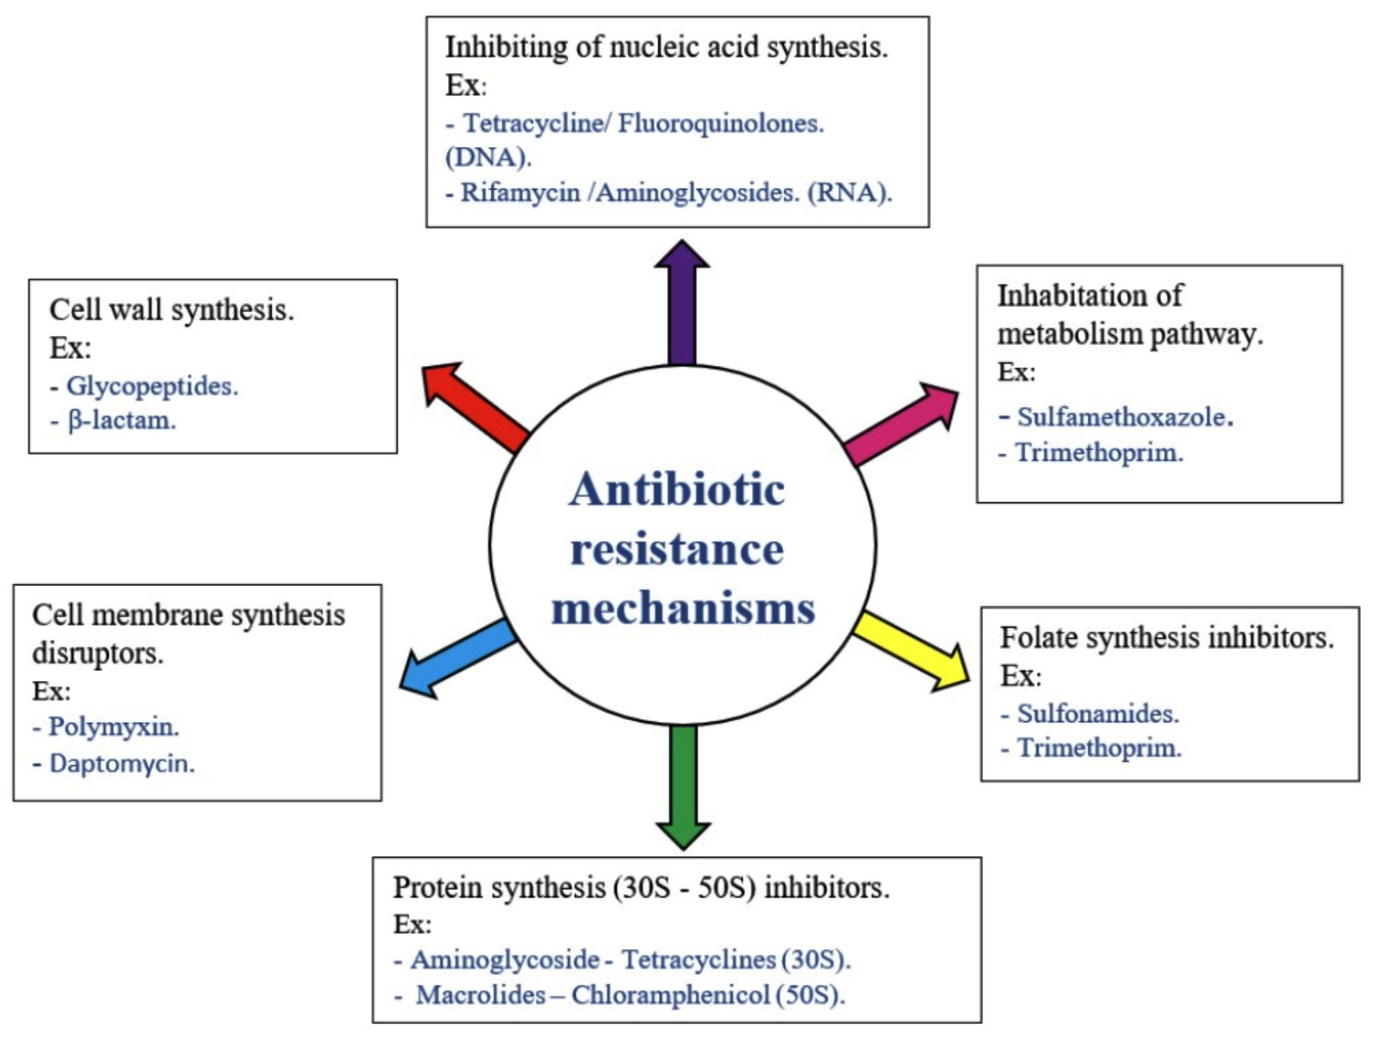 Inhibiting of nucleic acid synthesis.
Ex:
- Tetracycline/ Fluoroquinolones.
(DNA).
- Rifamycin /Aminoglycosides. (RNA).
Cell wall synthesis.
Ex:
- Glycopeptides.
- β-lactam.
Inhabitation of
metabolism pathway.
Ex:
- Sulfamethoxazole.
- Trimethoprim.
Antibiotic
resistance
mechanisms
Cell membrane synthesis
disruptors.
Ex:
- Polymyxin.
- Daptomycin.
Folate synthesis inhibitors.
Ex:
- Sulfonamides.
- Trimethoprim.
Protein synthesis (30S - 50S) inhibitors.
Ex:
- Aminoglycoside - Tetracyclines (30S).
- Macrolides – Chloramphenicol (50S).